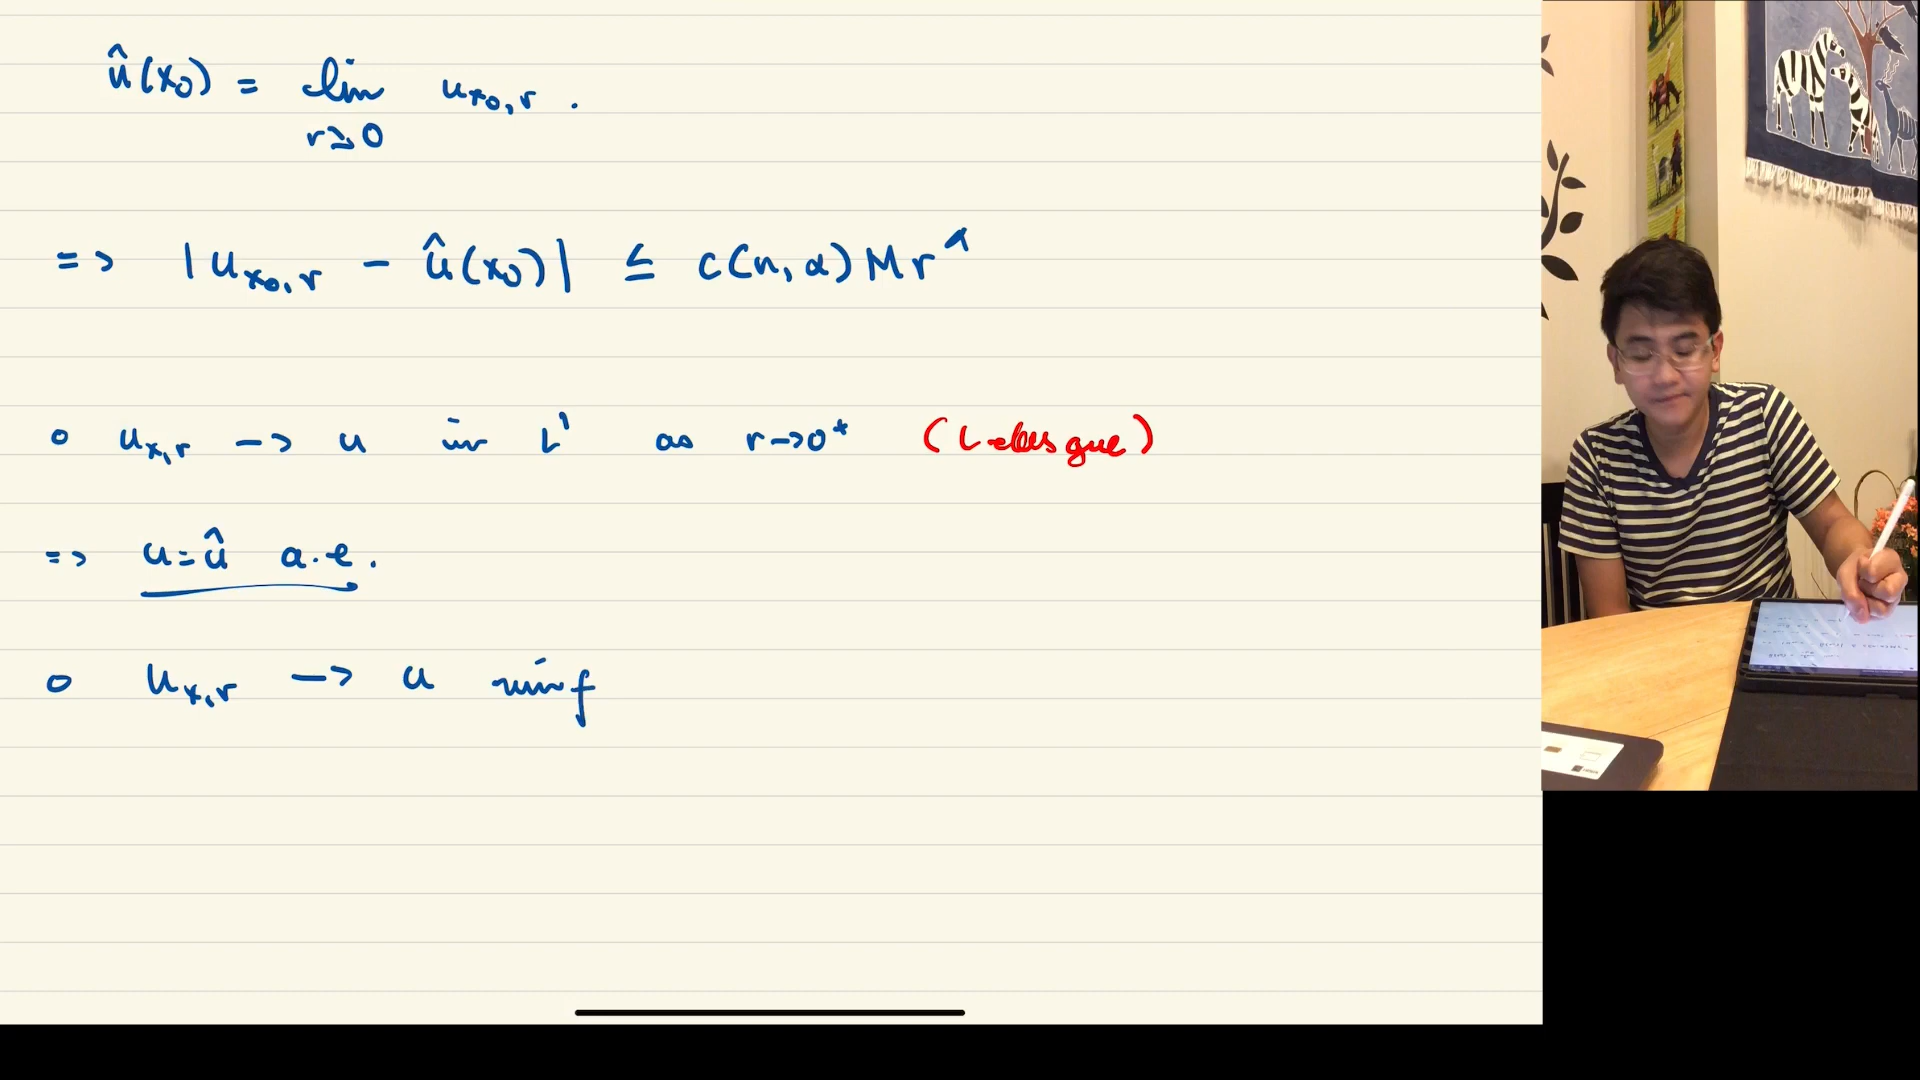 û(x₀) = lim u_{x₀,r} .
r↘0
=> |u_{x₀,r} - û(x₀)| ≤ c(n,α) M r^α
o u_{x,r} -> u in L¹ as r->0⁺ (Lebesgue)
=> u=û a.e.
o u_{x,r} -> u unif